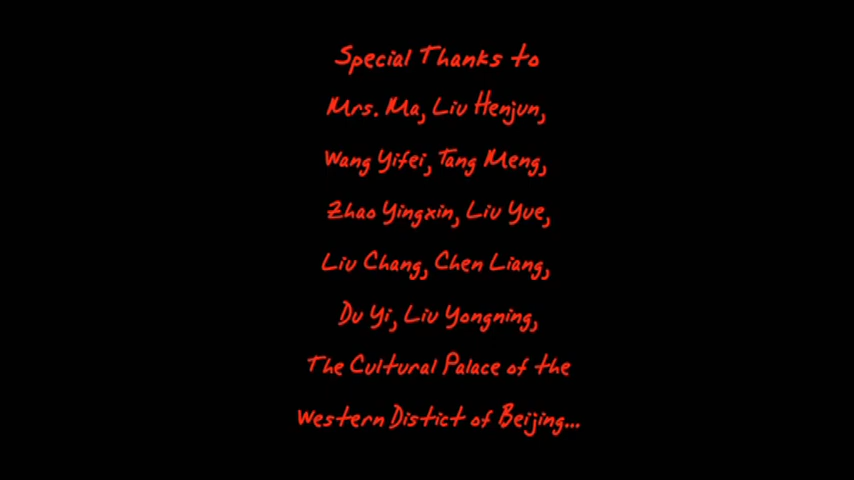 Special Thanks to
Mrs. Ma, Liu Henjun,
Wang Yifei, Tang Meng,
Zhao Yingxin, Liu Yue,
Liu Chang, Chen Liang,
Du Yi, Liu Yongning,
The Cultural Palace of the
Western Distict of Beijing...